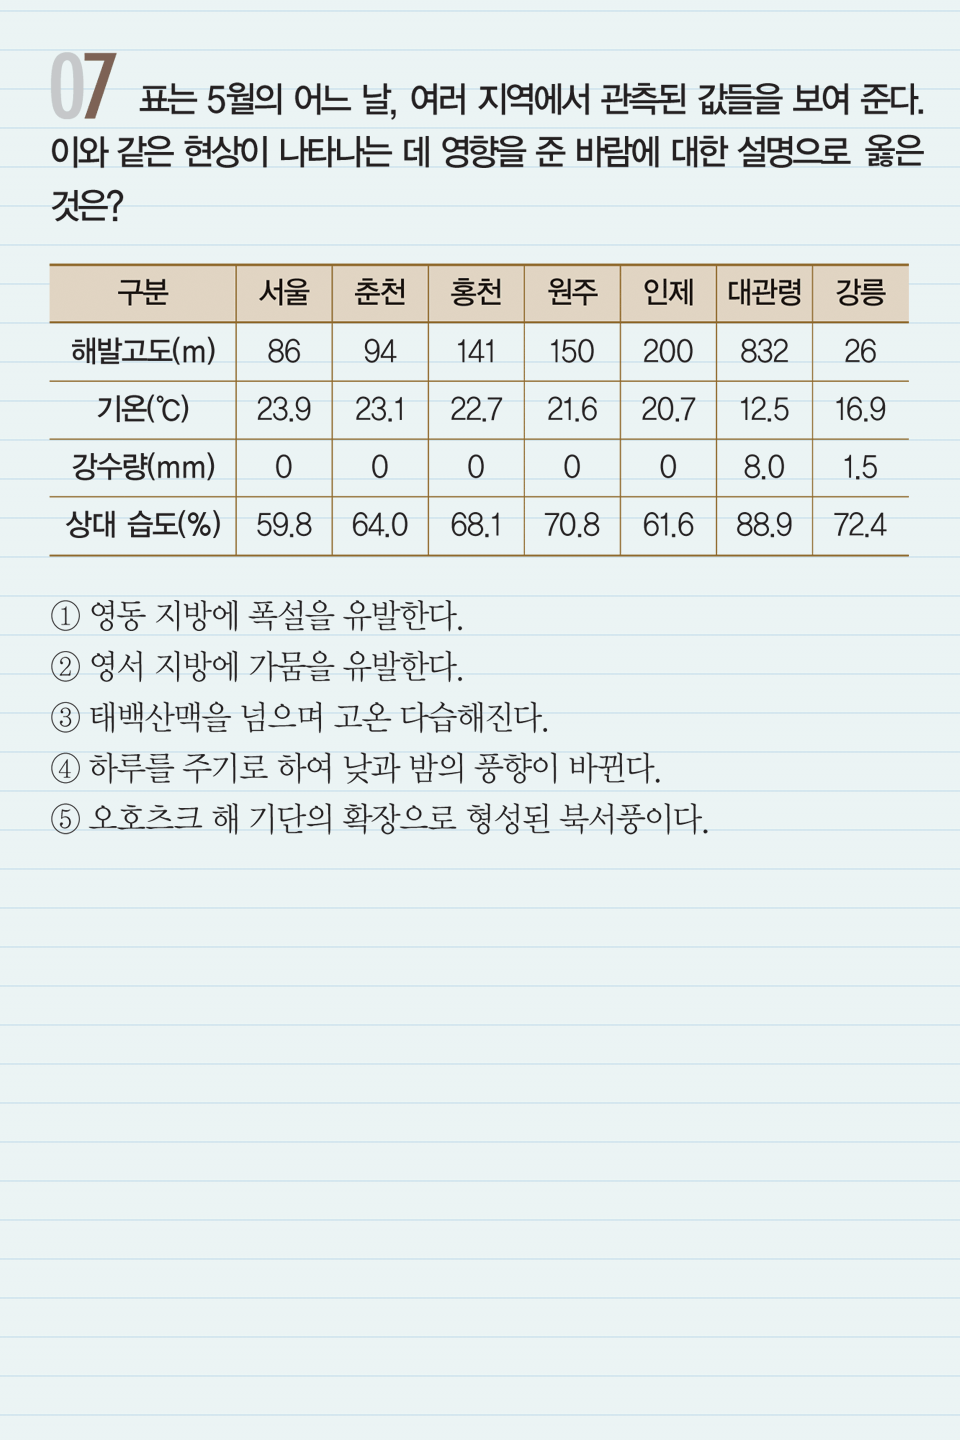 07 표는 5월의 어느 날, 여러 지역에서 관측된 값들을 보여 준다.
이와 같은 현상이 나타나는 데 영향을 준 바람에 대한 설명으로 옳은
것은?
구분 서울 춘천 홍천 원주 인제 대관령 강릉
해발고도(m) 86 94 141 150 200 832 26
기온(℃) 23.9 23.1 22.7 21.6 20.7 12.5 16.9
강수량(mm) 0 0 0 0 0 8.0 1.5
상대 습도(%) 59.8 64.0 68.1 70.8 61.6 88.9 72.4
① 영동 지방에 폭설을 유발한다.
② 영서 지방에 가뭄을 유발한다.
③ 태백산맥을 넘으며 고온 다습해진다.
④ 하루를 주기로 하여 낮과 밤의 풍향이 바뀐다.
⑤ 오호츠크 해 기단의 확장으로 형성된 북서풍이다.